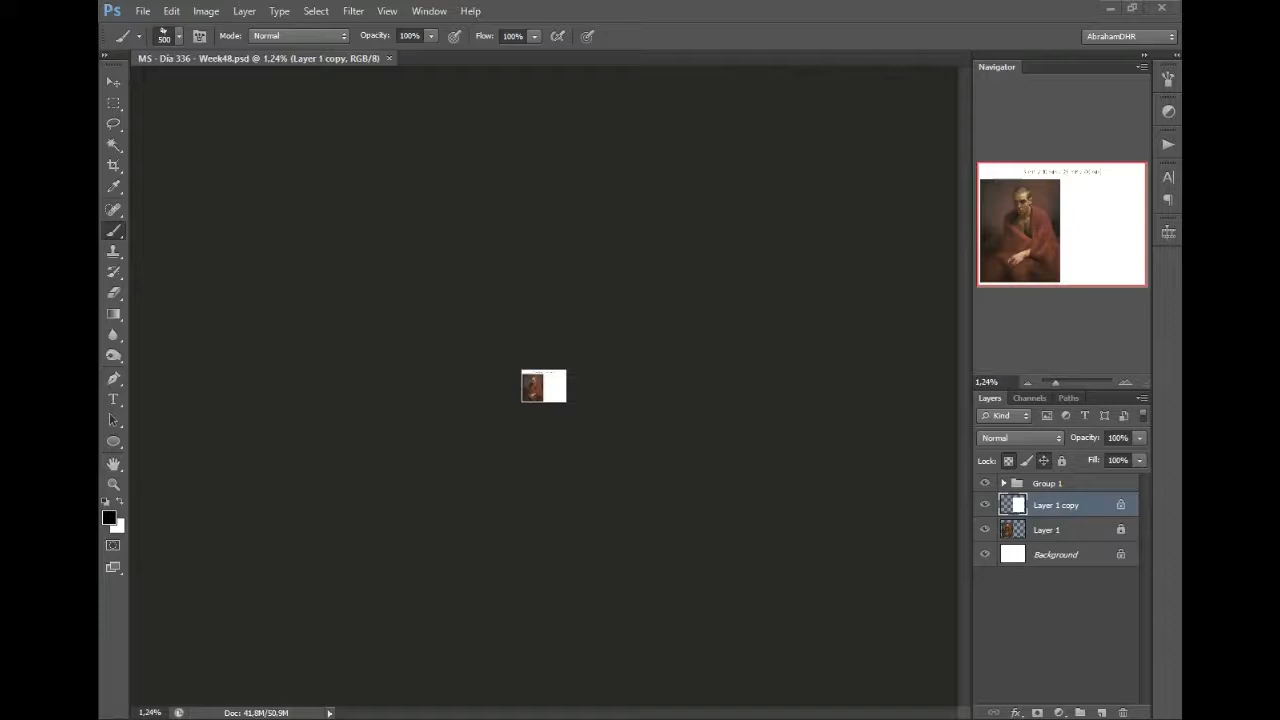 Ps File Edit Image Layer Type Select Filter View Window Help
500 Mode: Normal Opacity: 100% Flow: 100% AbrahamDHR
MS - Dia 336 - Week48.psd @ 1,24% (Layer 1 copy, RGB/8) ×
Navigator
1,24%
Layers Channels Paths
Kind
Normal Opacity: 100%
Lock: Fill: 100%
Group 1
Layer 1 copy
Layer 1
Background
1,24% Doc: 41,8M/50,9M